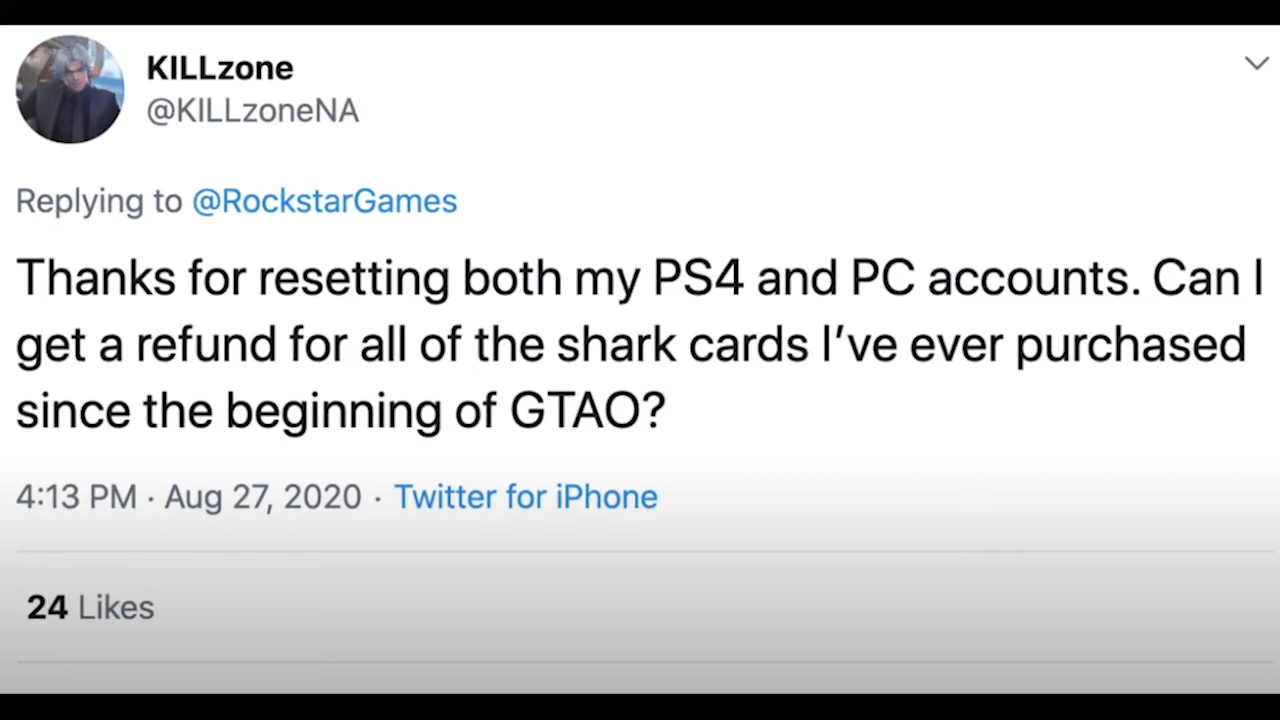 KILLzone
@KILLzoneNA
Replying to @RockstarGames
Thanks for resetting both my PS4 and PC accounts. Can I
get a refund for all of the shark cards I’ve ever purchased
since the beginning of GTAO?
4:13 PM · Aug 27, 2020 · Twitter for iPhone
24 Likes